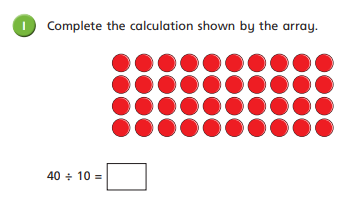 1 Complete the calculation shown by the array.
40 ÷ 10 =